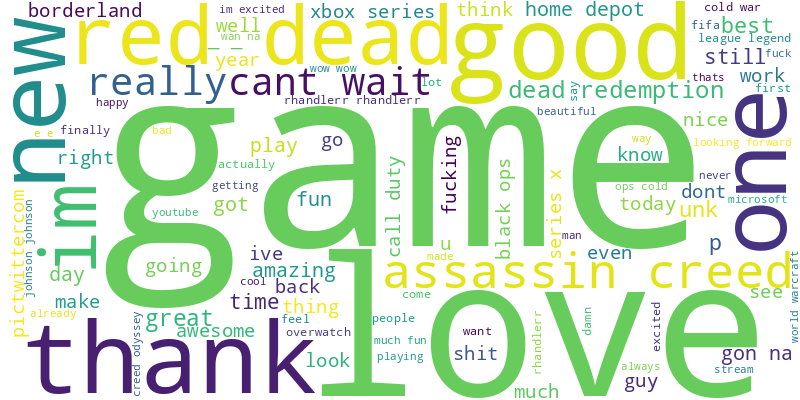 borderland
im excited
xbox series
think
home depot
cold war
red dead
good
well
wan na
year
fifa
best
league legend
still
fuck
new
really
cant wait
wow wow
lot
dead redemption
say
thats
work
first
happy
rhandlerr rhandlerr
beautiful
game
one
nice
e e
finally
bad
play
go
way
looking forward
right
actually
know
never
getting
got
fun
call duty
fucking
black ops
series x
ops cold
dont
microsoft
im
youtube
today
unk
pictwittercom
johnson johnson
man
p
u
made
even
day
going
ive
amazing
cool
back
assassin creed
see
world warcraft
make
time
thing
come
already
great
awesome
feel
overwatch
people
much fun
playing
love
thank
creed odyssey
look
want
shit
rhandlerr
damn
excited
gon na
stream
always
guy
much